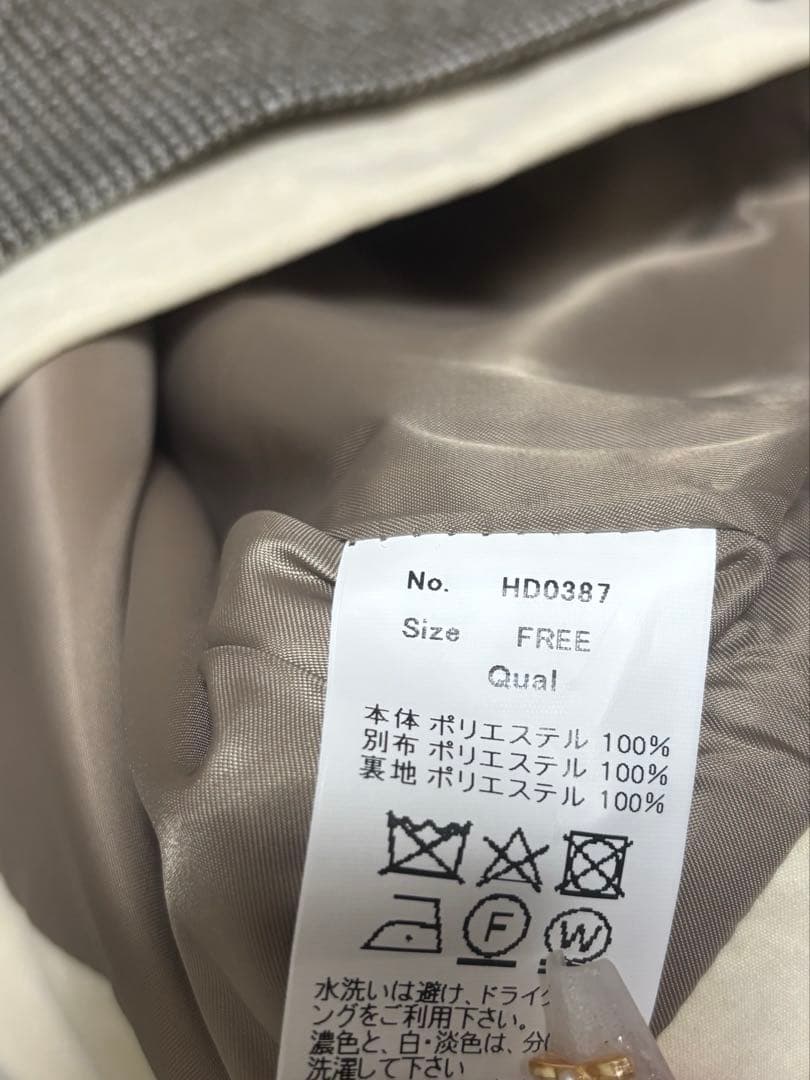 No. HD0387
Size FREE
Qual
本体 ポリエステル 100%
別布 ポリエステル 100%
裏地 ポリエステル 100%
F W
水洗いは避け、ドライク
ングをご利用下さい。
濃色と、白・淡色は、分け
洗濯して下さい